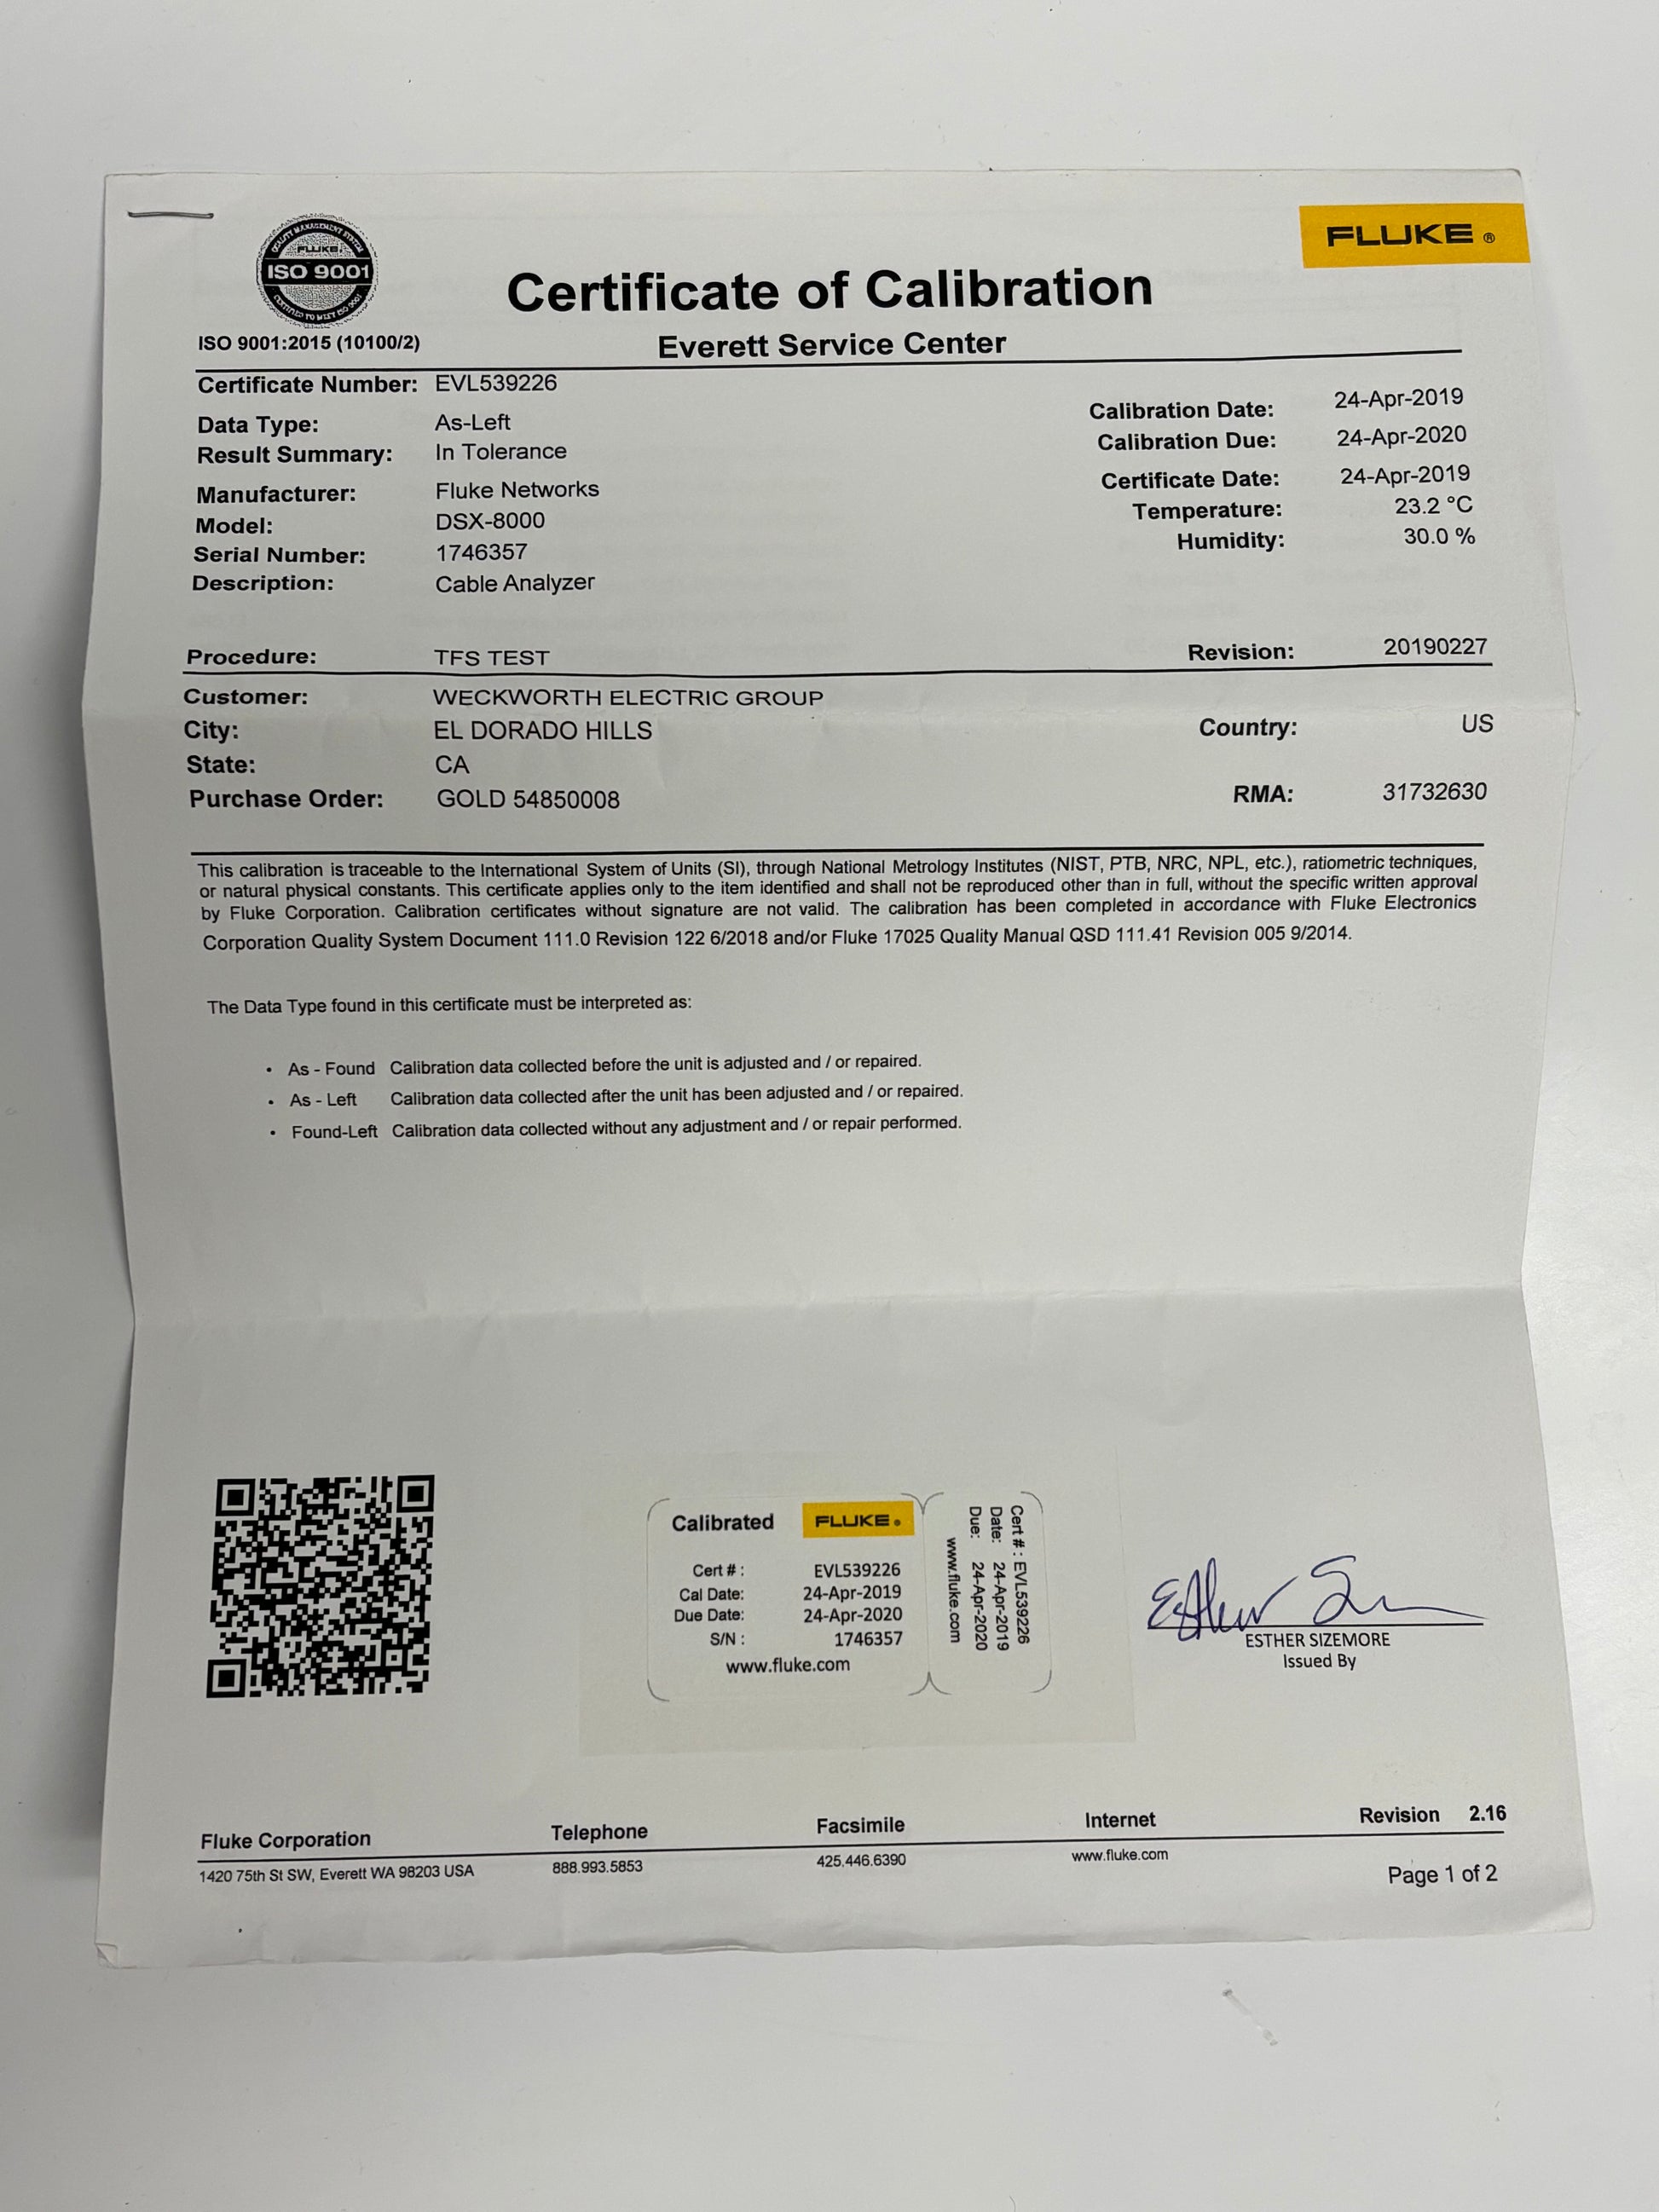 QUALITY MANAGEMENT SYSTEM
FLUKE.
ISO 9001
CERTIFIED TO MEET ISO 9001
FLUKE ®
Certificate of Calibration
ISO 9001:2015 (10100/2)
Everett Service Center
Certificate Number: EVL539226
Data Type: As-Left
Result Summary: In Tolerance
Manufacturer: Fluke Networks
Model: DSX-8000
Serial Number: 1746357
Description: Cable Analyzer
Calibration Date: 24-Apr-2019
Calibration Due: 24-Apr-2020
Certificate Date: 24-Apr-2019
Temperature: 23.2 °C
Humidity: 30.0 %
Procedure: TFS TEST
Revision: 20190227
Customer: WECKWORTH ELECTRIC GROUP
City: EL DORADO HILLS
Country: US
State: CA
Purchase Order: GOLD 54850008
RMA: 31732630
This calibration is traceable to the International System of Units (SI), through National Metrology Institutes (NIST, PTB, NRC, NPL, etc.), ratiometric techniques,
or natural physical constants. This certificate applies only to the item identified and shall not be reproduced other than in full, without the specific written approval
by Fluke Corporation. Calibration certificates without signature are not valid. The calibration has been completed in accordance with Fluke Electronics
Corporation Quality System Document 111.0 Revision 122 6/2018 and/or Fluke 17025 Quality Manual QSD 111.41 Revision 005 9/2014.
The Data Type found in this certificate must be interpreted as:
• As - Found Calibration data collected before the unit is adjusted and / or repaired.
• As - Left Calibration data collected after the unit has been adjusted and / or repaired.
• Found-Left Calibration data collected without any adjustment and / or repair performed.
Calibrated FLUKE ®
Cert # : EVL539226
Cal Date: 24-Apr-2019
Due Date: 24-Apr-2020
S/N : 1746357
www.fluke.com
Cert # : EVL539226
Date: 24-Apr-2019
Due: 24-Apr-2020
www.fluke.com
ESTHER SIZEMORE
Issued By
Fluke Corporation Telephone Facsimile Internet Revision 2.16
1420 75th St SW, Everett WA 98203 USA 888.993.5853 425.446.6390 www.fluke.com
Page 1 of 2